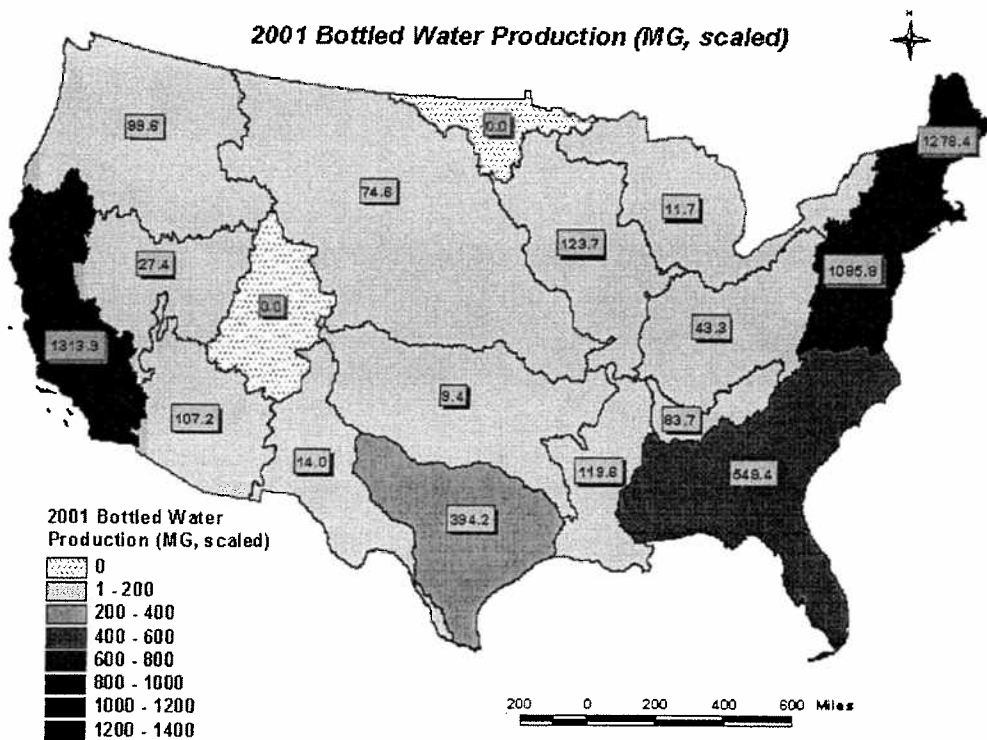 2001 Bottled Water Production (MG, scaled)
N
99.6
0.0
1278.4
74.8
11.7
123.7
27.4
1085.8
0.0
43.3
1313.9
9.4
107.2
83.7
14.0
119.8
549.4
394.2
2001 Bottled Water
Production (MG, scaled)
0
1 - 200
200 - 400
400 - 600
600 - 800
800 - 1000
1000 - 1200
1200 - 1400
200 0 200 400 600 Miles